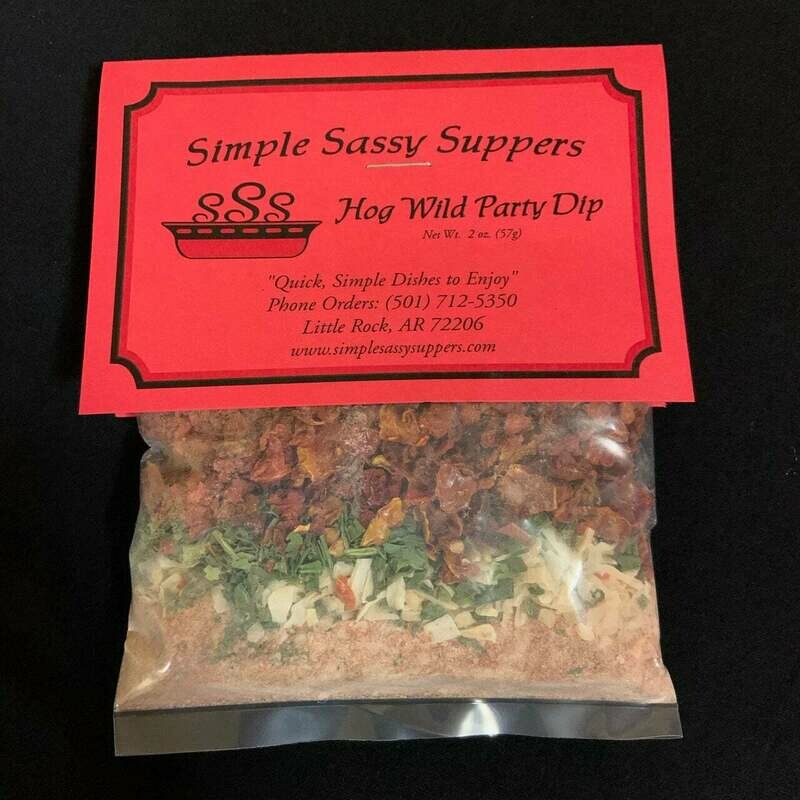 Simple Sassy Suppers
SSS
Hog Wild Party Dip
Net Wt. 2 oz. (57g)
"Quick, Simple Dishes to Enjoy"
Phone Orders: (501) 712-5350
Little Rock, AR 72206
www.simplesassysuppers.com